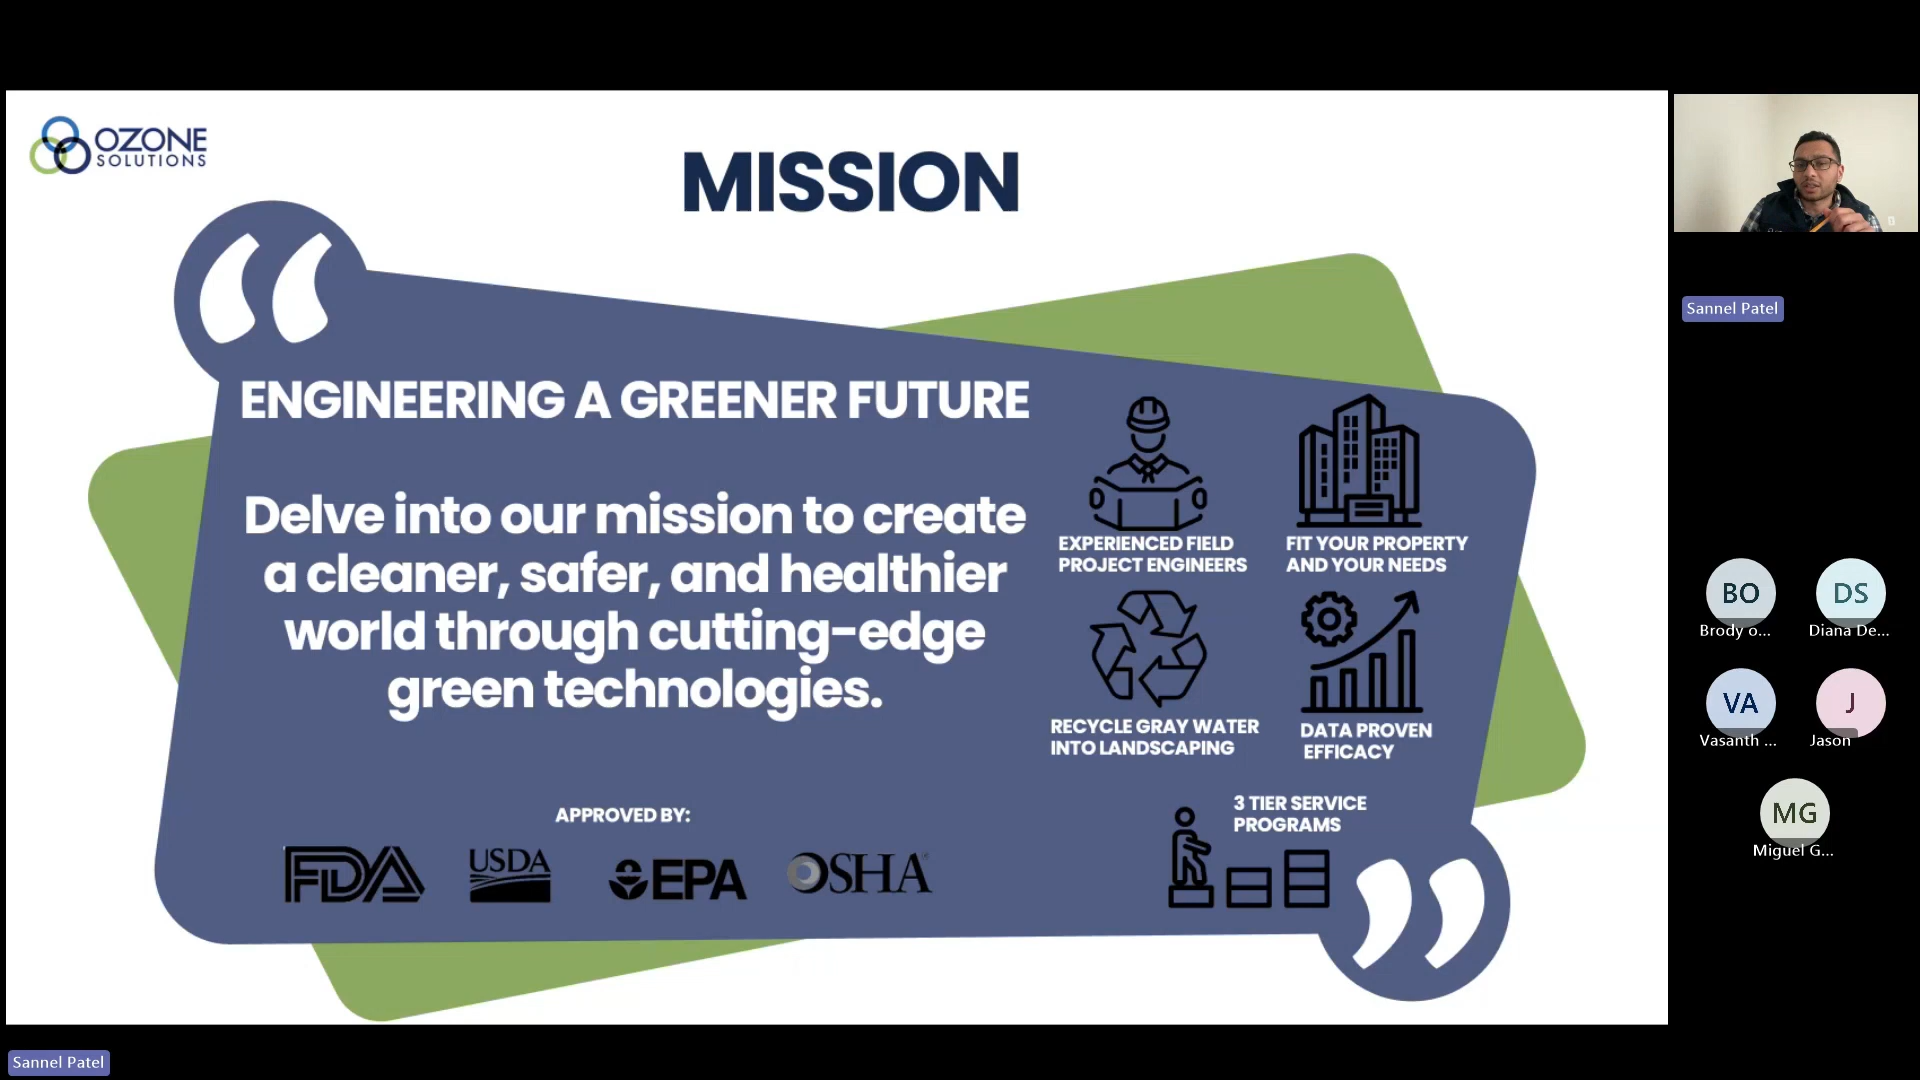 OZONE
SOLUTIONS
MISSION
ENGINEERING A GREENER FUTURE
Delve into our mission to create
a cleaner, safer, and healthier
world through cutting-edge
green technologies.
EXPERIENCED FIELD
PROJECT ENGINEERS
FIT YOUR PROPERTY
AND YOUR NEEDS
RECYCLE GRAY WATER
INTO LANDSCAPING
DATA PROVEN
EFFICACY
3 TIER SERVICE
PROGRAMS
APPROVED BY:
FDA
USDA
EPA
OSHA
Sannel Patel
BO
Brody o...
DS
Diana De...
VA
Vasanth ...
J
Jason
MG
Miguel G...
Sannel Patel